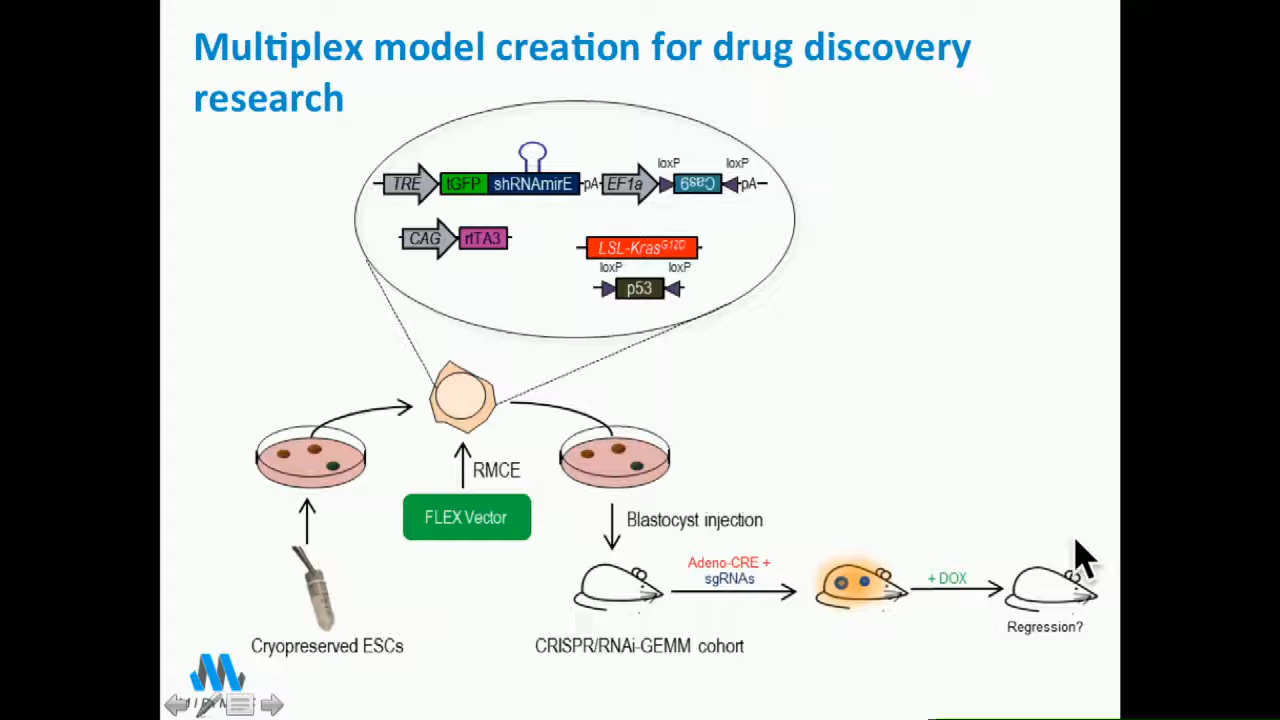 Multiplex model creation for drug discovery
research
loxP loxP
TRE tGFP shRNAmirE pA EF1a Cas9 pA
CAG rtTA3
LSL-KrasG12D
loxP loxP
p53
RMCE
FLEX Vector
Blastocyst injection
Adeno-CRE +
sgRNAs
+ DOX
Regression?
Cryopreserved ESCs
CRISPR/RNAi-GEMM cohort